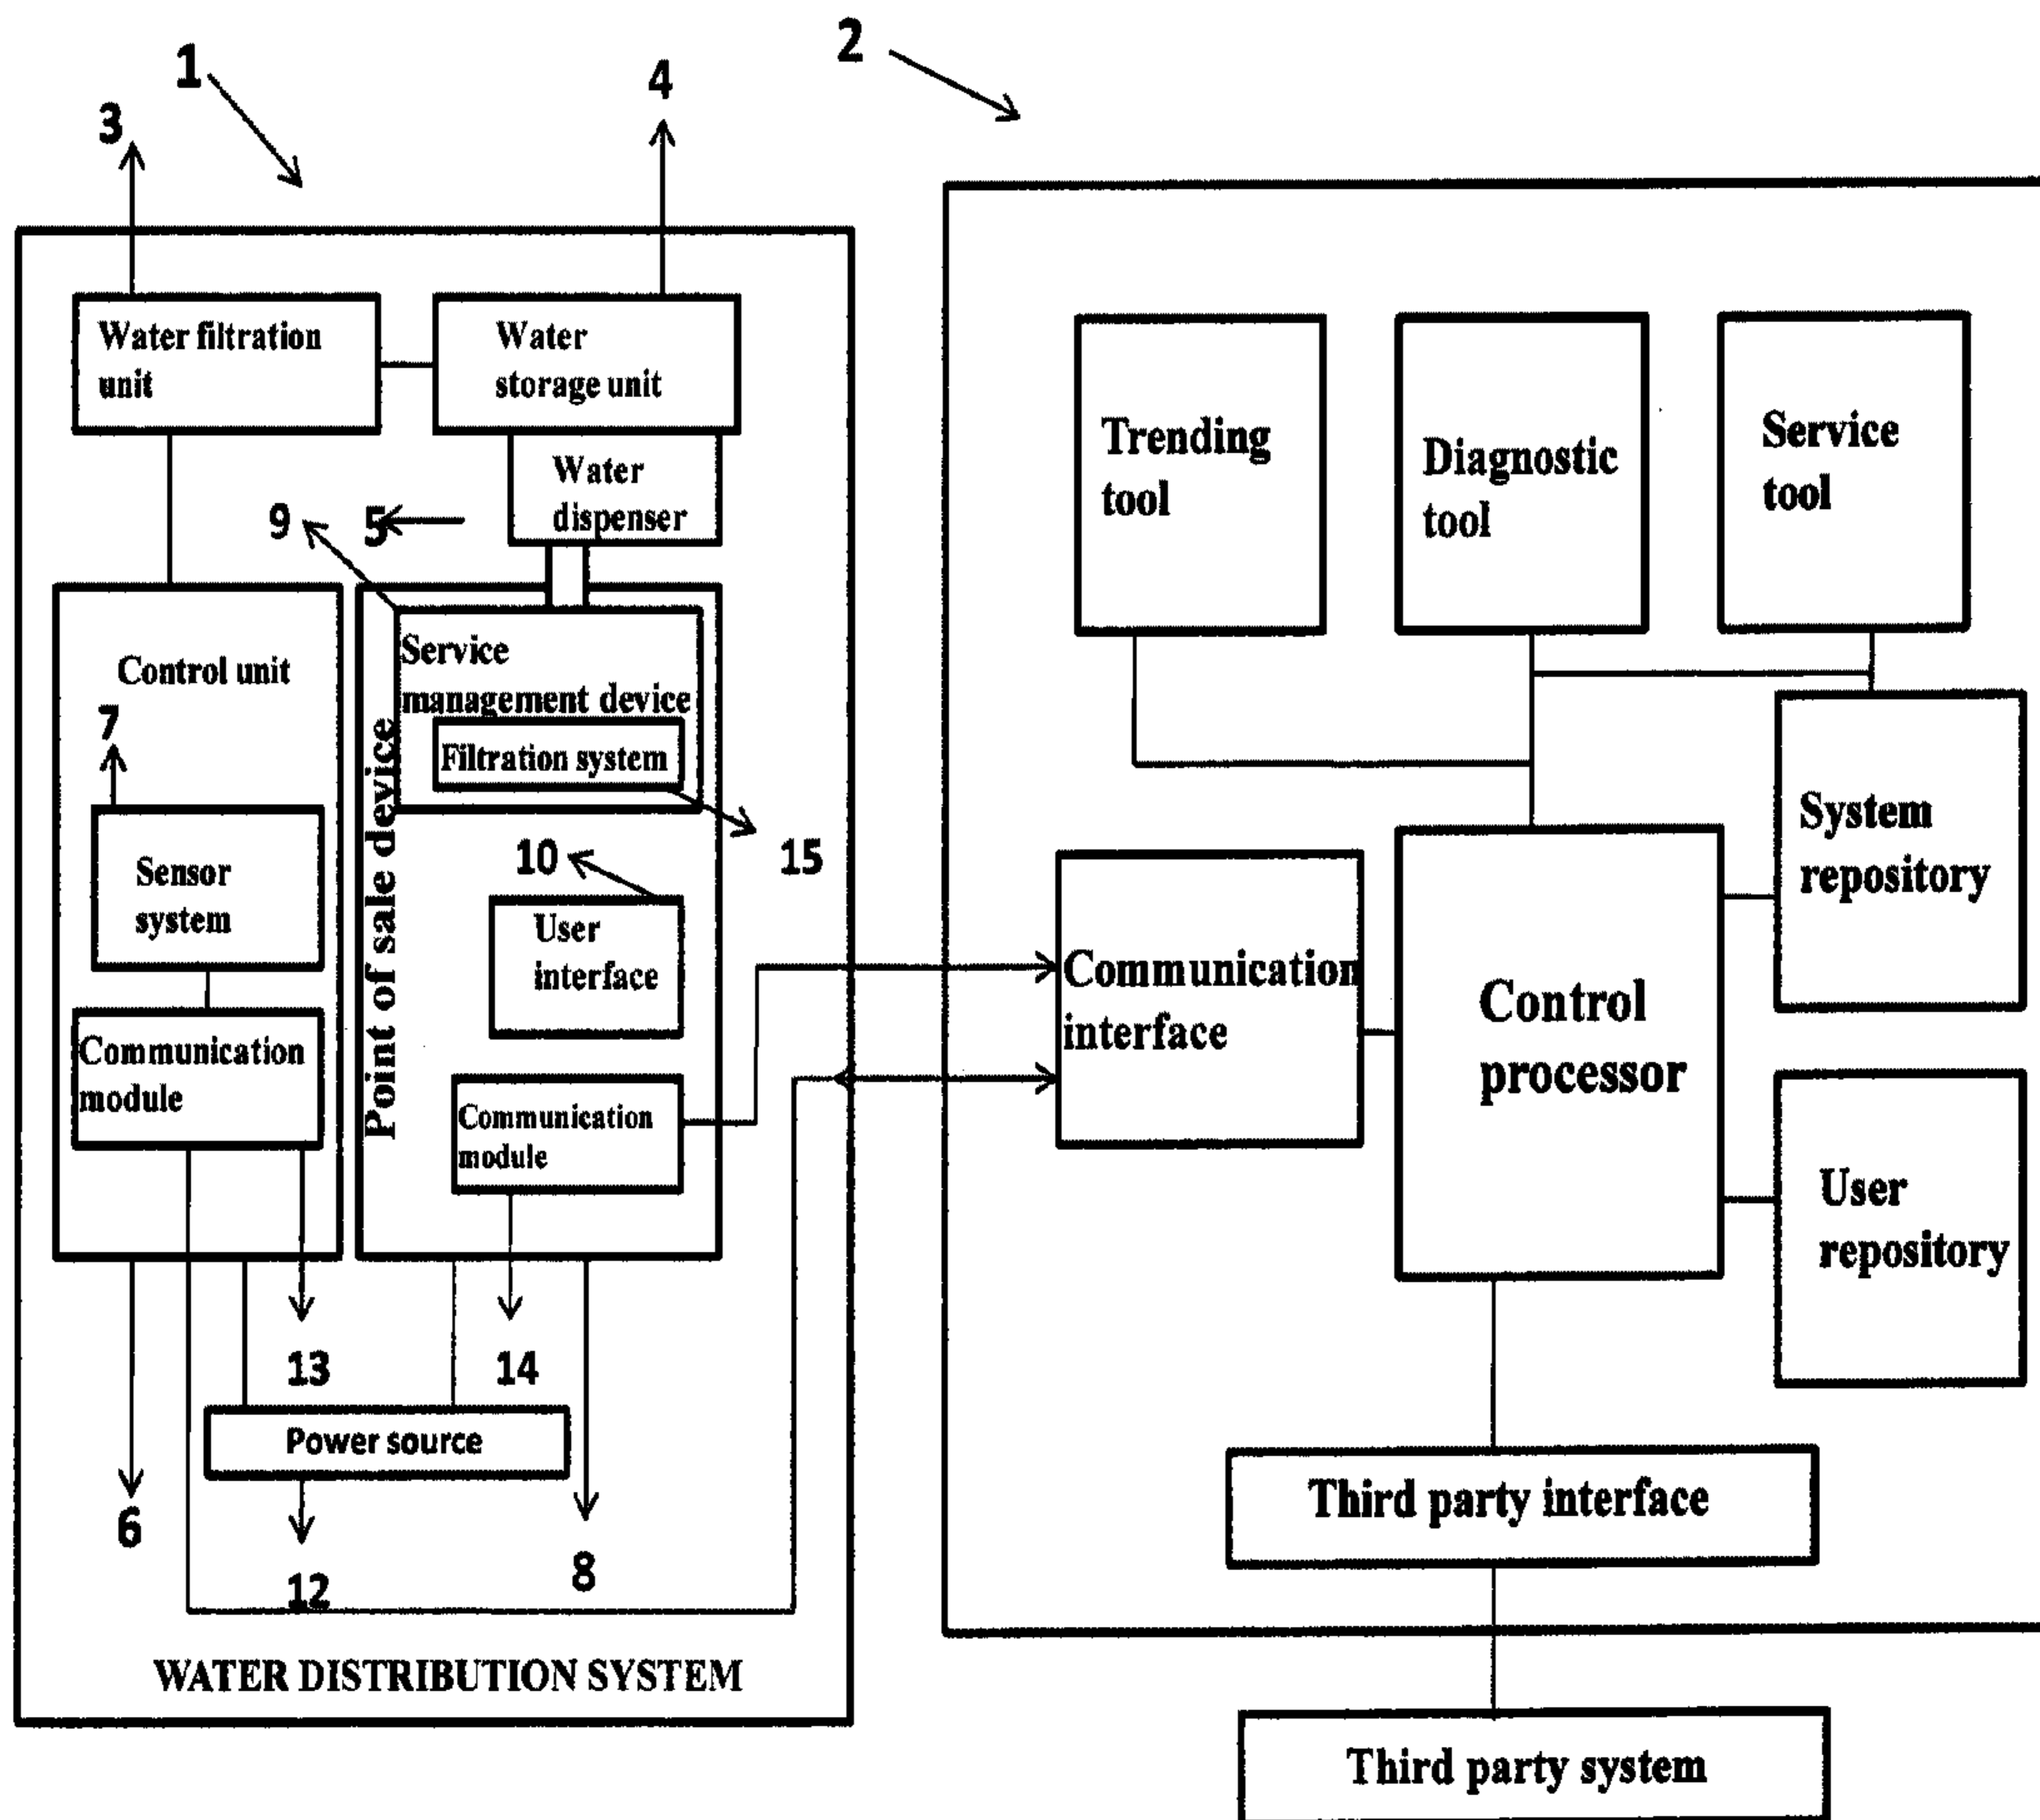 1
2
3
4
Water filtration
unit
Water
storage unit
Water
dispenser
9
5
Control unit
7
Sensor
system
Communication
module
Point of sale device
Service
management device
Filtration system
15
10
User
interface
Communication
module
13
14
Power source
6
12
8
WATER DISTRIBUTION SYSTEM
Trending
tool
Diagnostic
tool
Service
tool
System
repository
Communication
interface
Control
processor
User
repository
Third party interface
Third party system